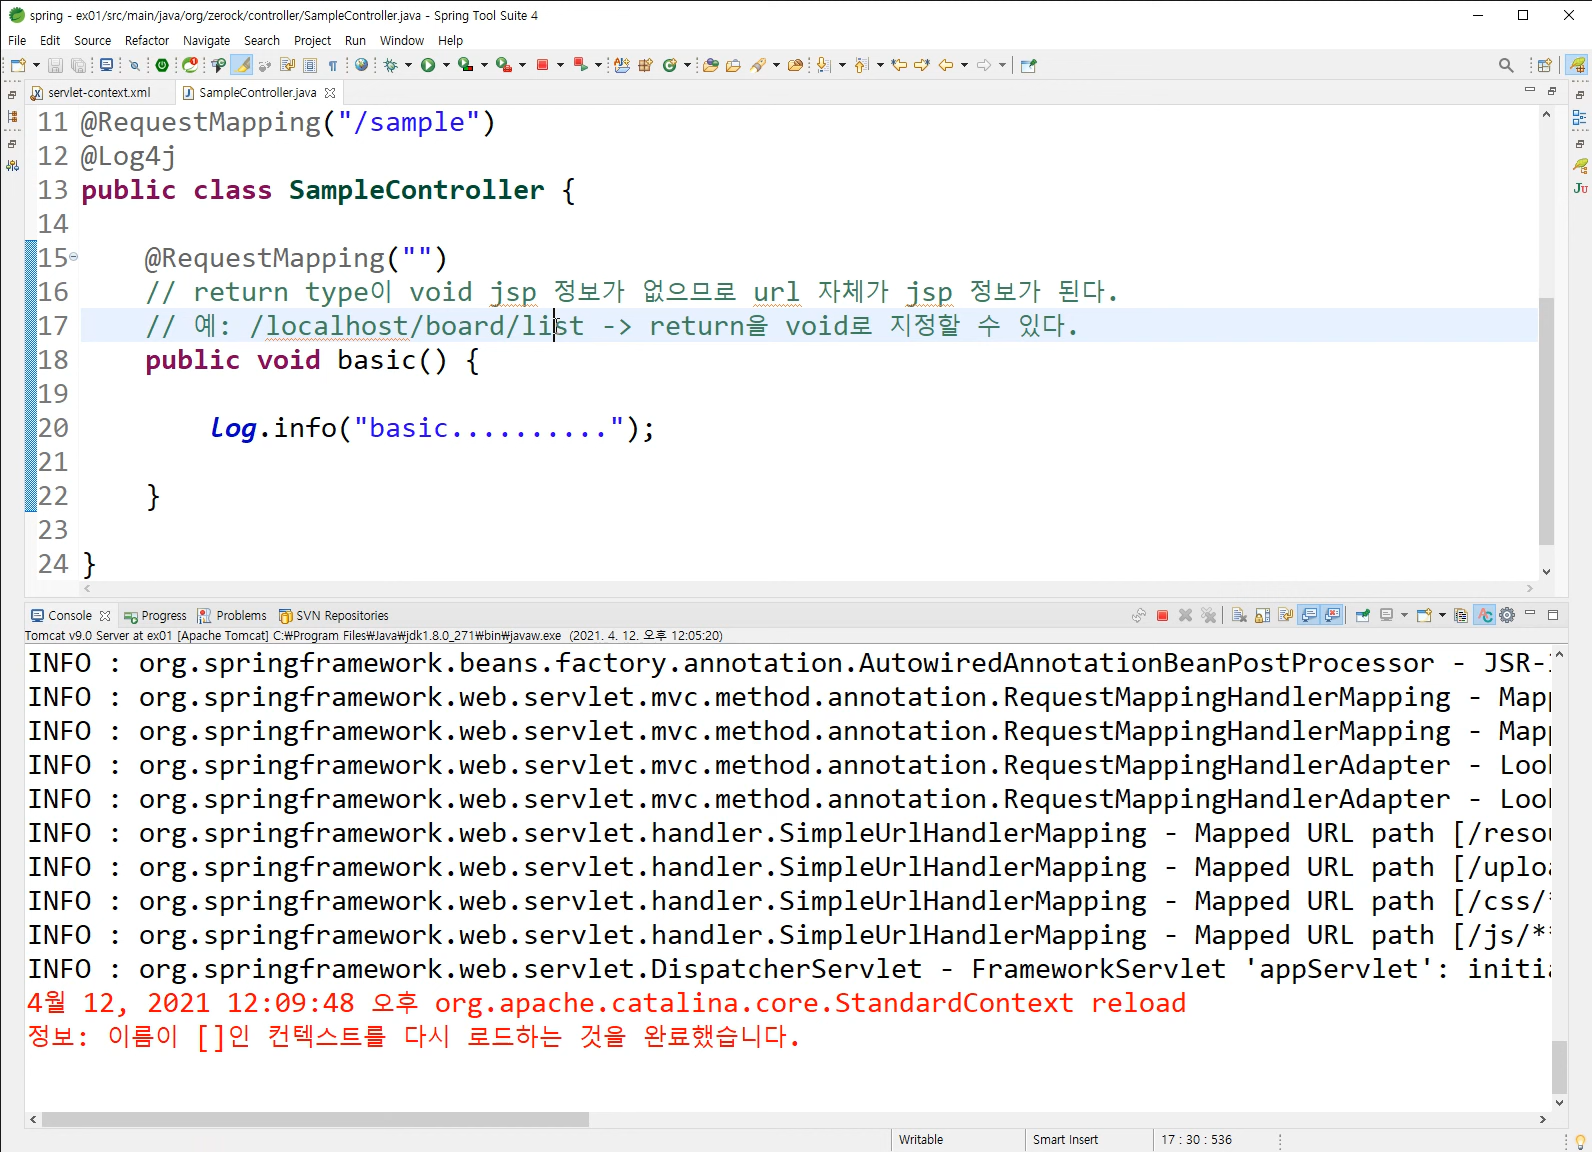 spring - ex01/src/main/java/org/zerock/controller/SampleController.java - Spring Tool Suite 4
File Edit Source Refactor Navigate Search Project Run Window Help
servlet-context.xml SampleController.java
11 @RequestMapping("/sample")
12 @Log4j
13 public class SampleController {
14
15 @RequestMapping("")
16 // return type이 void jsp 정보가 없으므로 url 자체가 jsp 정보가 된다.
17 // 예: /localhost/board/list -> return을 void로 지정할 수 있다.
18 public void basic() {
19
20 log.info("basic..........");
21
22 }
23
24 }
Console Progress Problems SVN Repositories
Tomcat v9.0 Server at ex01 [Apache Tomcat] C:₩Program Files₩Java₩jdk1.8.0_271₩bin₩javaw.exe (2021. 4. 12. 오후 12:05:20)
INFO : org.springframework.beans.factory.annotation.AutowiredAnnotationBeanPostProcessor - JSR-
INFO : org.springframework.web.servlet.mvc.method.annotation.RequestMappingHandlerMapping - Map
INFO : org.springframework.web.servlet.mvc.method.annotation.RequestMappingHandlerMapping - Map
INFO : org.springframework.web.servlet.mvc.method.annotation.RequestMappingHandlerAdapter - Loo
INFO : org.springframework.web.servlet.mvc.method.annotation.RequestMappingHandlerAdapter - Loo
INFO : org.springframework.web.servlet.handler.SimpleUrlHandlerMapping - Mapped URL path [/resou
INFO : org.springframework.web.servlet.handler.SimpleUrlHandlerMapping - Mapped URL path [/uploa
INFO : org.springframework.web.servlet.handler.SimpleUrlHandlerMapping - Mapped URL path [/css/*
INFO : org.springframework.web.servlet.handler.SimpleUrlHandlerMapping - Mapped URL path [/js/**
INFO : org.springframework.web.servlet.DispatcherServlet - FrameworkServlet 'appServlet': initia
4월 12, 2021 12:09:48 오후 org.apache.catalina.core.StandardContext reload
정보: 이름이 []인 컨텍스트를 다시 로드하는 것을 완료했습니다.
Writable Smart Insert 17 : 30 : 536